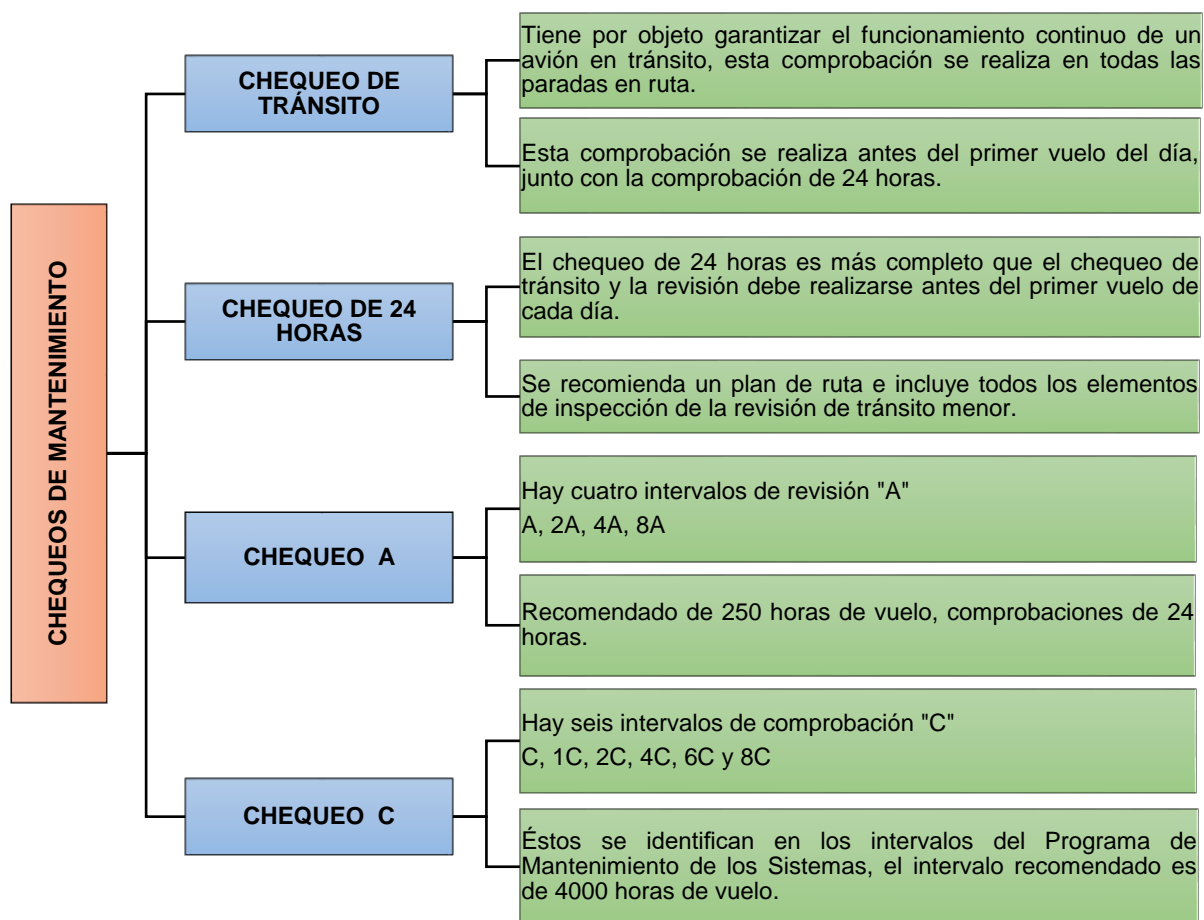 CHEQUEOS DE MANTENIMIENTO
CHEQUEO DE
TRÁNSITO
Tiene por objeto garantizar el funcionamiento continuo de un
avión en tránsito, esta comprobación se realiza en todas las
paradas en ruta.
Esta comprobación se realiza antes del primer vuelo del día,
junto con la comprobación de 24 horas.
CHEQUEO DE 24
HORAS
El chequeo de 24 horas es más completo que el chequeo de
tránsito y la revisión debe realizarse antes del primer vuelo de
cada día.
Se recomienda un plan de ruta e incluye todos los elementos
de inspección de la revisión de tránsito menor.
CHEQUEO A
Hay cuatro intervalos de revisión "A"
A, 2A, 4A, 8A
Recomendado de 250 horas de vuelo, comprobaciones de 24
horas.
CHEQUEO C
Hay seis intervalos de comprobación "C"
C, 1C, 2C, 4C, 6C y 8C
Éstos se identifican en los intervalos del Programa de
Mantenimiento de los Sistemas, el intervalo recomendado es
de 4000 horas de vuelo.